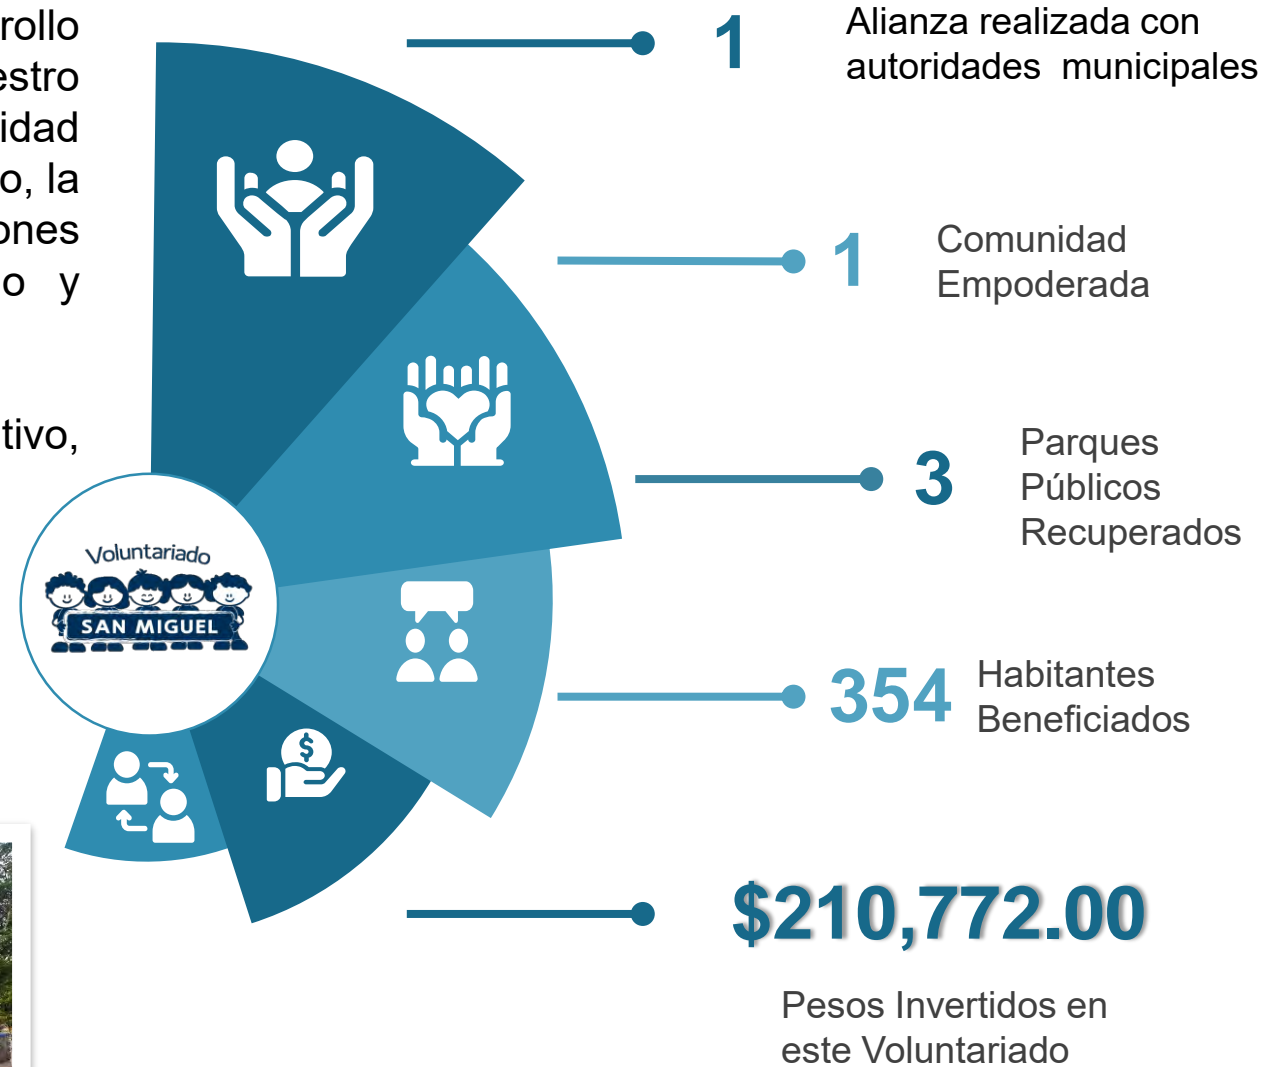 rollo
estro
idad
o, la
ones
o y
tivo,
1
Alianza realizada con
autoridades municipales
1
Comunidad
Empoderada
3
Parques
Públicos
Recuperados
Voluntariado
SAN MIGUEL
354
Habitantes
Beneficiados
$
$210,772.00
Pesos Invertidos en
este Voluntariado